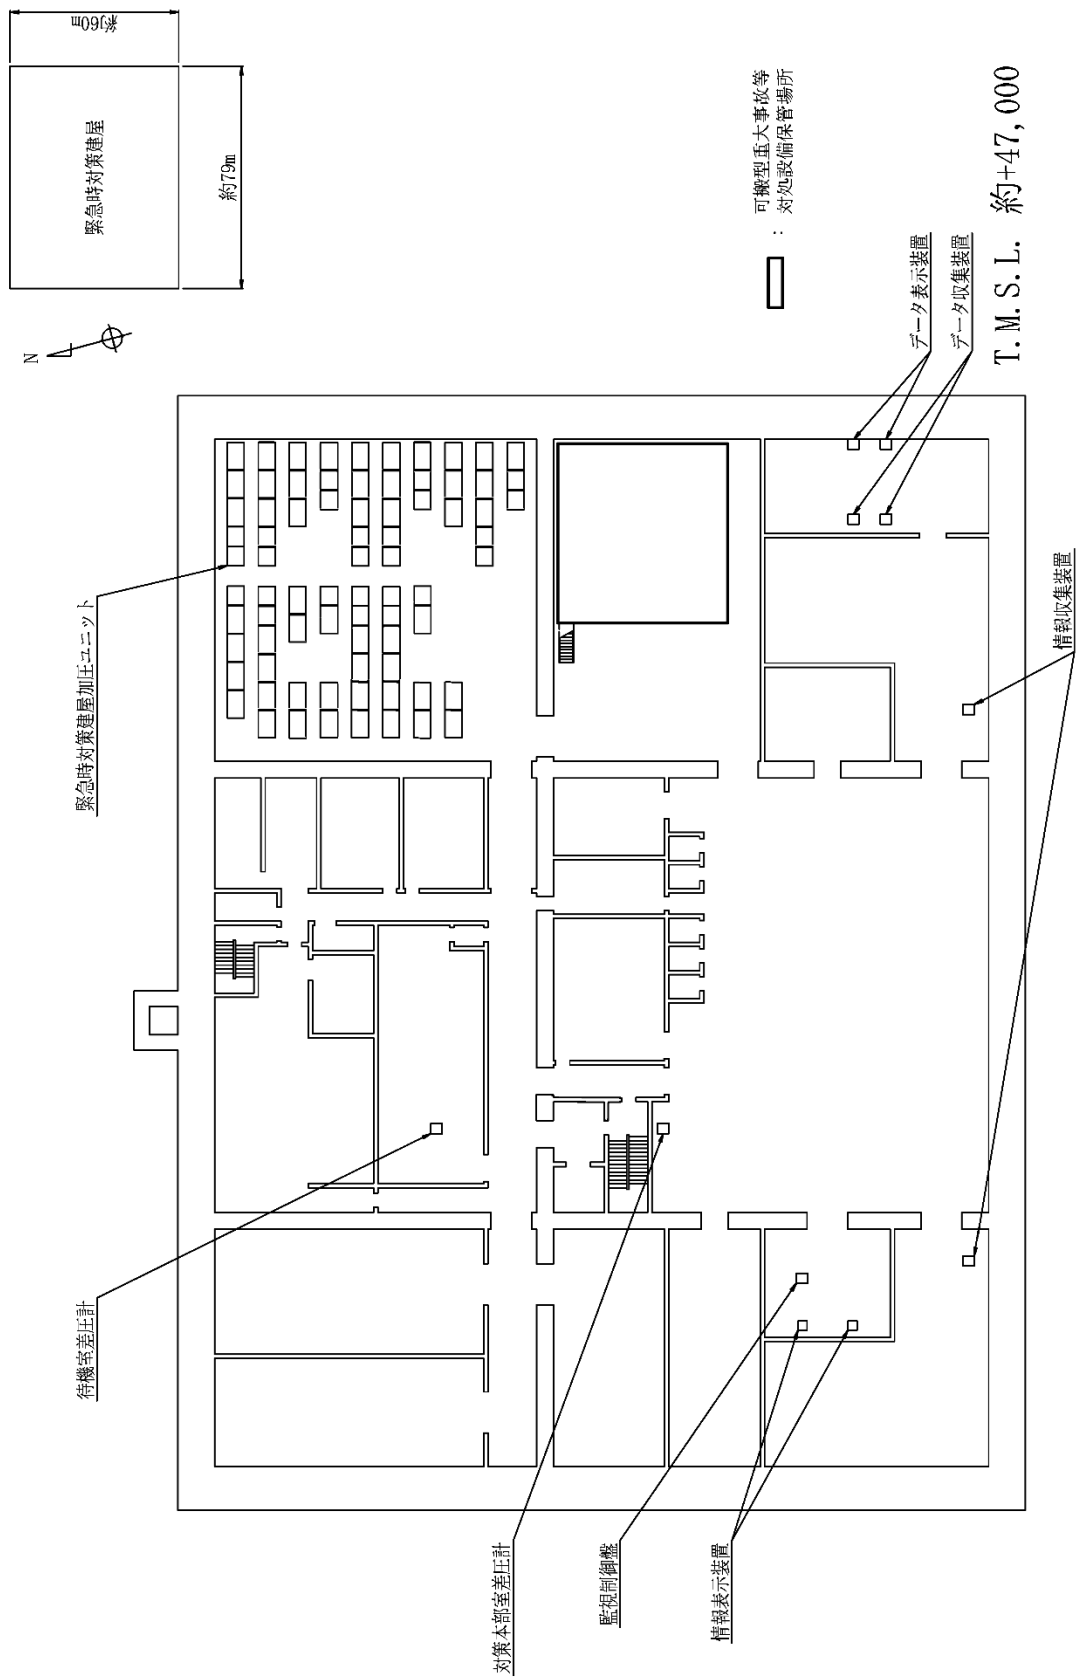 約60m
緊急時対策建屋
約79m
N
緊急時対策建屋加圧ユニット
待機室差圧計
対策本部室差圧計
監視制御盤
情報表示装置
情報収集装置
データ表示装置
データ収集装置
： 可搬型重大事故等
対処設備保管場所
T.M.S.L. 約+47,000